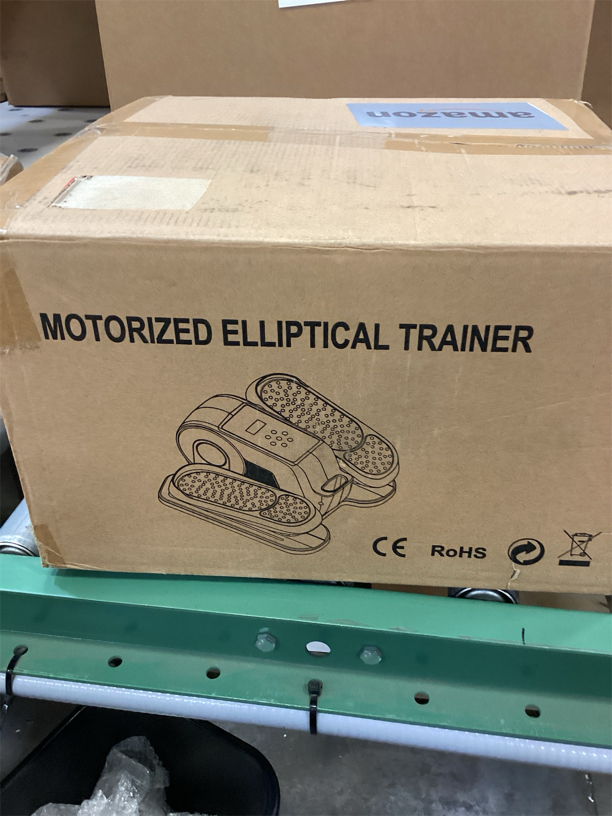 amazon
MOTORIZED ELLIPTICAL TRAINER
CE RoHS